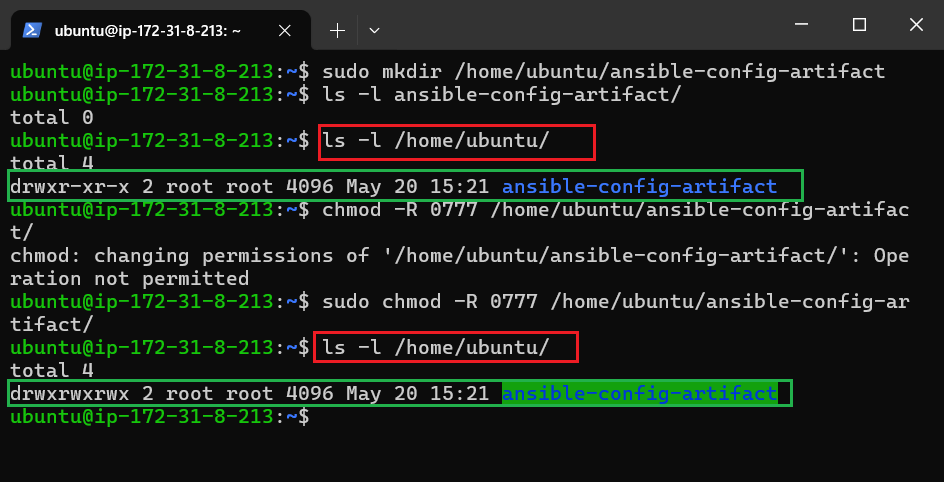 ubuntu@ip-172-31-8-213: ~
ubuntu@ip-172-31-8-213:~$ sudo mkdir /home/ubuntu/ansible-config-artifact
ubuntu@ip-172-31-8-213:~$ ls -l ansible-config-artifact/
total 0
ubuntu@ip-172-31-8-213:~$ ls -l /home/ubuntu/
total 4
drwxr-xr-x 2 root root 4096 May 20 15:21 ansible-config-artifact
ubuntu@ip-172-31-8-213:~$ chmod -R 0777 /home/ubuntu/ansible-config-artifac
t/
chmod: changing permissions of '/home/ubuntu/ansible-config-artifact/': Ope
ration not permitted
ubuntu@ip-172-31-8-213:~$ sudo chmod -R 0777 /home/ubuntu/ansible-config-ar
tifact/
ubuntu@ip-172-31-8-213:~$ ls -l /home/ubuntu/
total 4
drwxrwxrwx 2 root root 4096 May 20 15:21 ansible-config-artifact
ubuntu@ip-172-31-8-213:~$